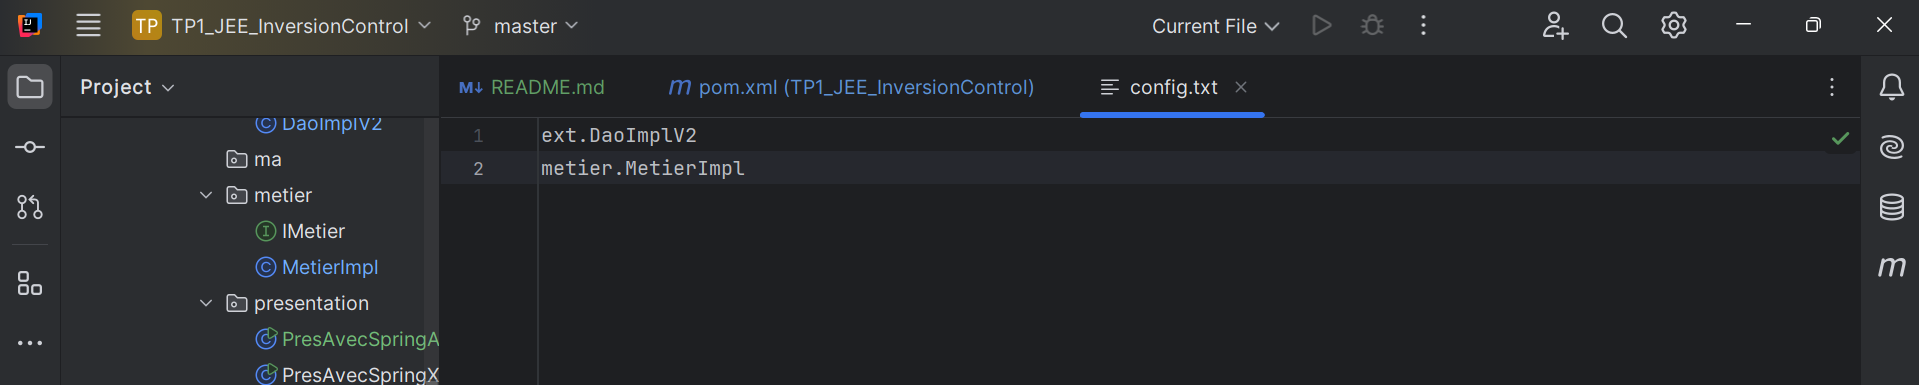 TP TP1_JEE_InversionControl master Current File
Project
README.md
pom.xml (TP1_JEE_InversionControl)
config.txt
DaoImplV2
ma
metier
IMetier
MetierImpl
presentation
PresAvecSpringA
PresAvecSpringX
1 ext.DaoImplV2
2 metier.MetierImpl